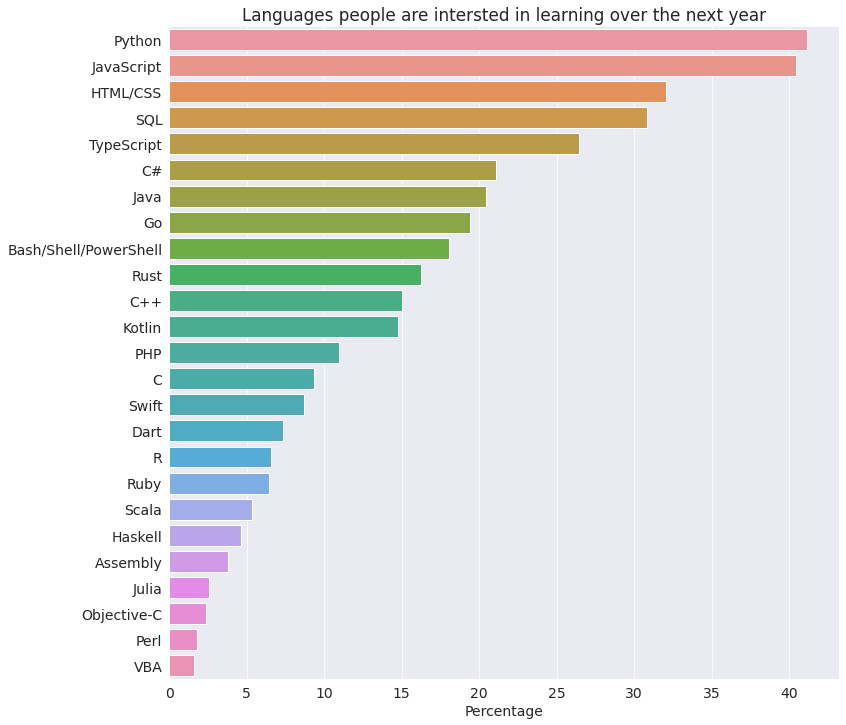 Languages people are intersted in learning over the next year
Python
JavaScript
HTML/CSS
SQL
TypeScript
C#
Java
Go
Bash/Shell/PowerShell
Rust
C++
Kotlin
PHP
C
Swift
Dart
R
Ruby
Scala
Haskell
Assembly
Julia
Objective-C
Perl
VBA
0 5 10 15 20 25 30 35 40
Percentage